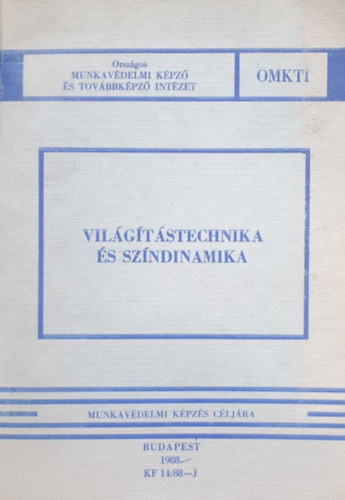 Országos
MUNKAVÉDELMI KÉPZŐ
ÉS TOVÁBBKÉPZŐ INTÉZET
OMKTI
VILÁGÍTÁSTECHNIKA
ÉS SZÍNDINAMIKA
MUNKAVÉDELMI KÉPZÉS CÉLJÁRA
BUDAPEST
1988
KF 14/88—J